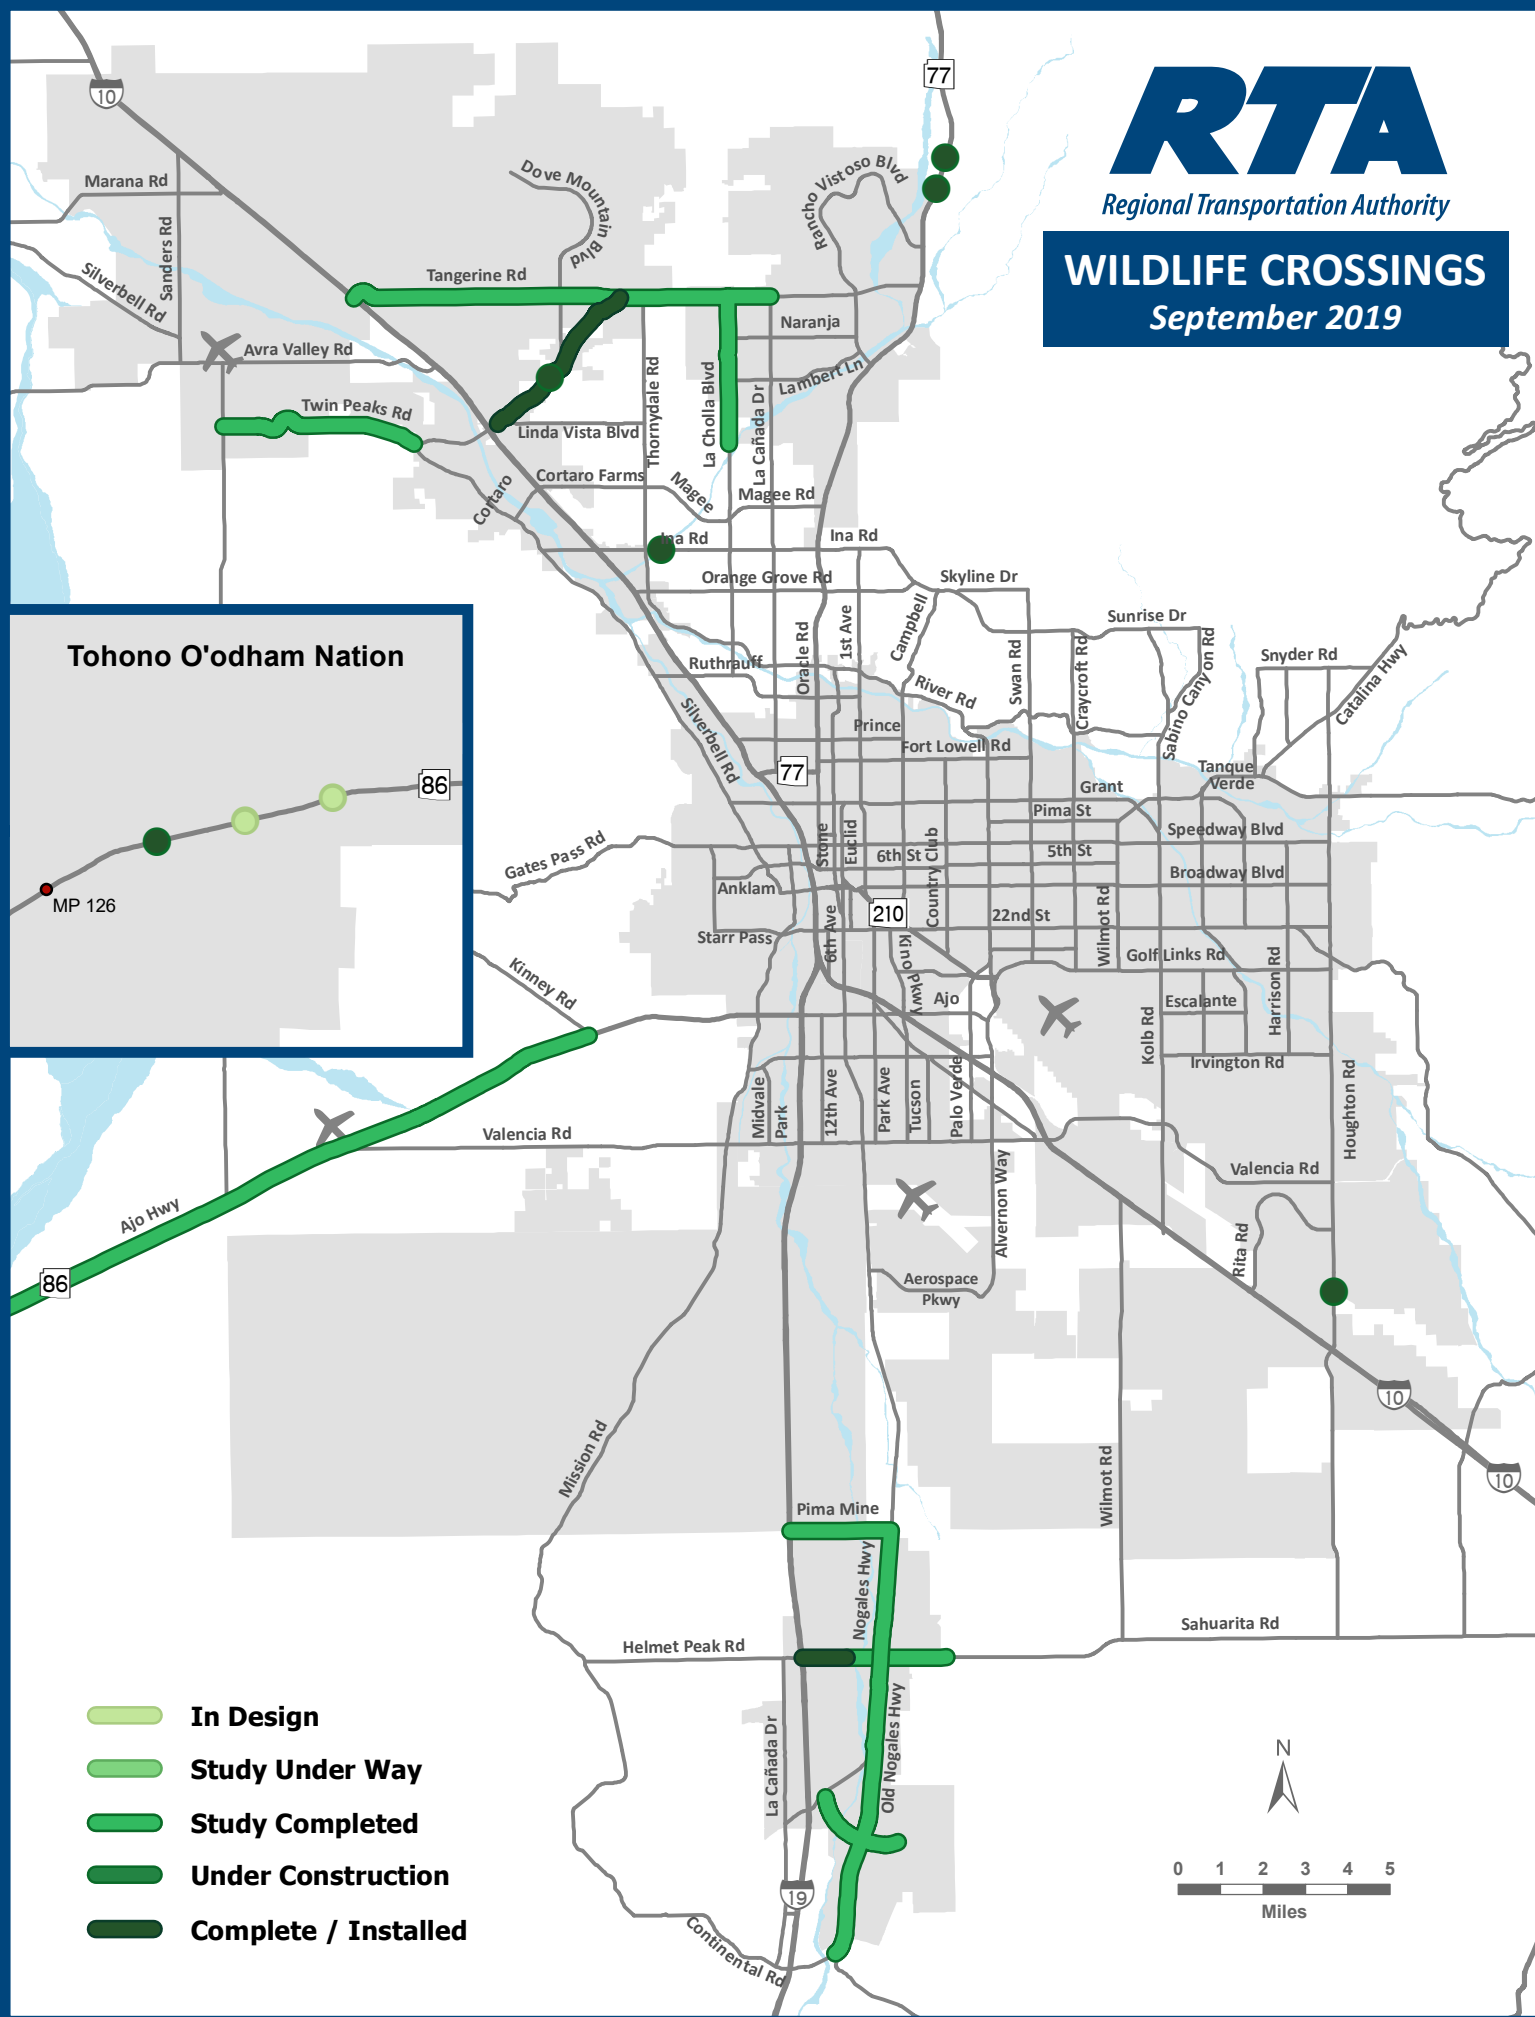 RTA
Regional Transportation Authority
WILDLIFE CROSSINGS
September 2019
77
10
Marana Rd
Sanders Rd
Silverbell Rd
Dove Mountain Blvd
Rancho Vistoso Blvd
Tangerine Rd
Naranja
Avra Valley Rd
Lambert Ln
Twin Peaks Rd
Linda Vista Blvd
Thornydale Rd
La Cholla Blvd
La Cañada Dr
Cortaro
Cortaro Farms
Magee
Magee Rd
Ina Rd
Ina Rd
Orange Grove Rd
Skyline Dr
Sunrise Dr
Campbell
1st Ave
Oracle Rd
Swan Rd
Craycroft Rd
Sabino Canyon Rd
Snyder Rd
Catalina Hwy
Ruthrauff
River Rd
Silverbell Rd
Prince
Fort Lowell Rd
77
Tanque
Verde
Grant
Pima St
Speedway Blvd
Stone
Euclid
6th St
Country Club
5th St
Broadway Blvd
Gates Pass Rd
Anklam
210
22nd St
Wilmot Rd
Starr Pass
6th Ave
Kino Pkwy
Golf Links Rd
Harrison Rd
Kinney Rd
Ajo
Escalante
Kolb Rd
Irvington Rd
Houghton Rd
Midvale
Park
12th Ave
Park Ave
Tucson
Palo Verde
Valencia Rd
Alvernon Way
Valencia Rd
Ajo Hwy
86
Rita Rd
Aerospace
Pkwy
10
10
Mission Rd
Wilmot Rd
Pima Mine
Nogales Hwy
Helmet Peak Rd
Sahuarita Rd
La Cañada Dr
Old Nogales Hwy
19
Continental Rd
Tohono O'odham Nation
86
MP 126
In Design
Study Under Way
Study Completed
Under Construction
Complete / Installed
N
0 1 2 3 4 5
Miles